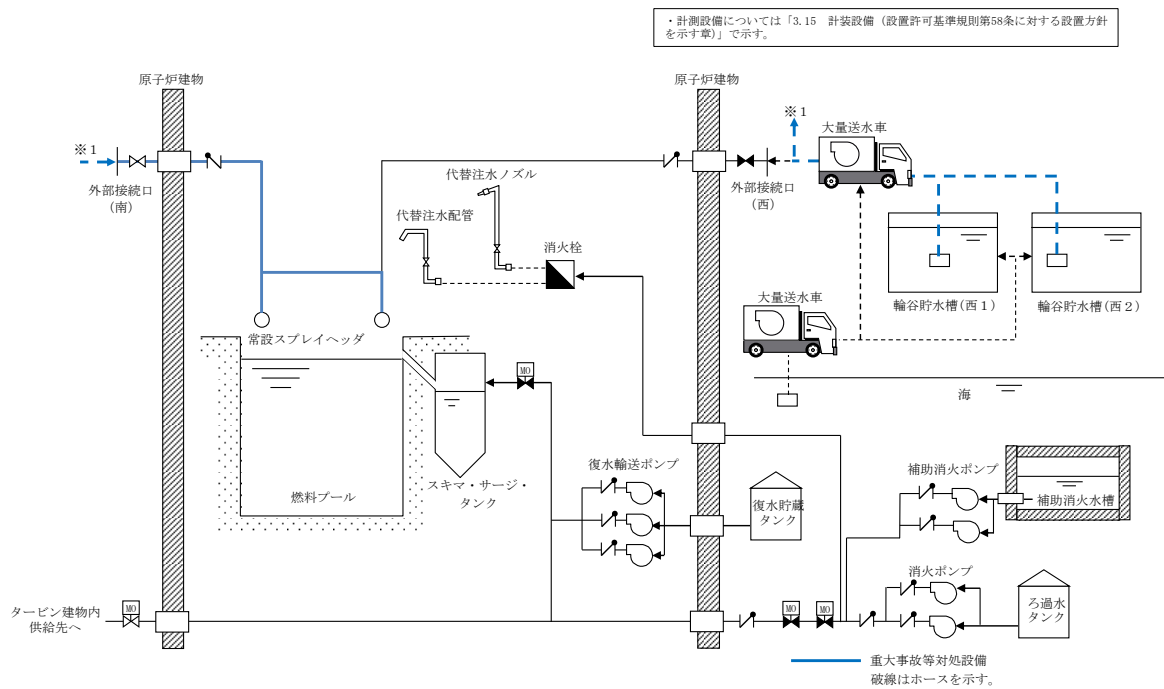 ・計測設備については「3.15　計装設備（設置許可基準規則第58条に対する設置方針
を示す章）」で示す。
原子炉建物
原子炉建物
※１
※１
大量送水車
外部接続口
(南)
代替注水ノズル
外部接続口
(西)
代替注水配管
消火栓
輪谷貯水槽(西１)
輪谷貯水槽(西２)
大量送水車
常設スプレイヘッダ
MO
海
復水輸送ポンプ
補助消火ポンプ
スキマ・サージ・
タンク
燃料プール
復水貯蔵
タンク
補助消火水槽
消火ポンプ
タービン建物内
供給先へ
MO
MO
MO
ろ過水
タンク
重大事故等対処設備
破線はホースを示す。